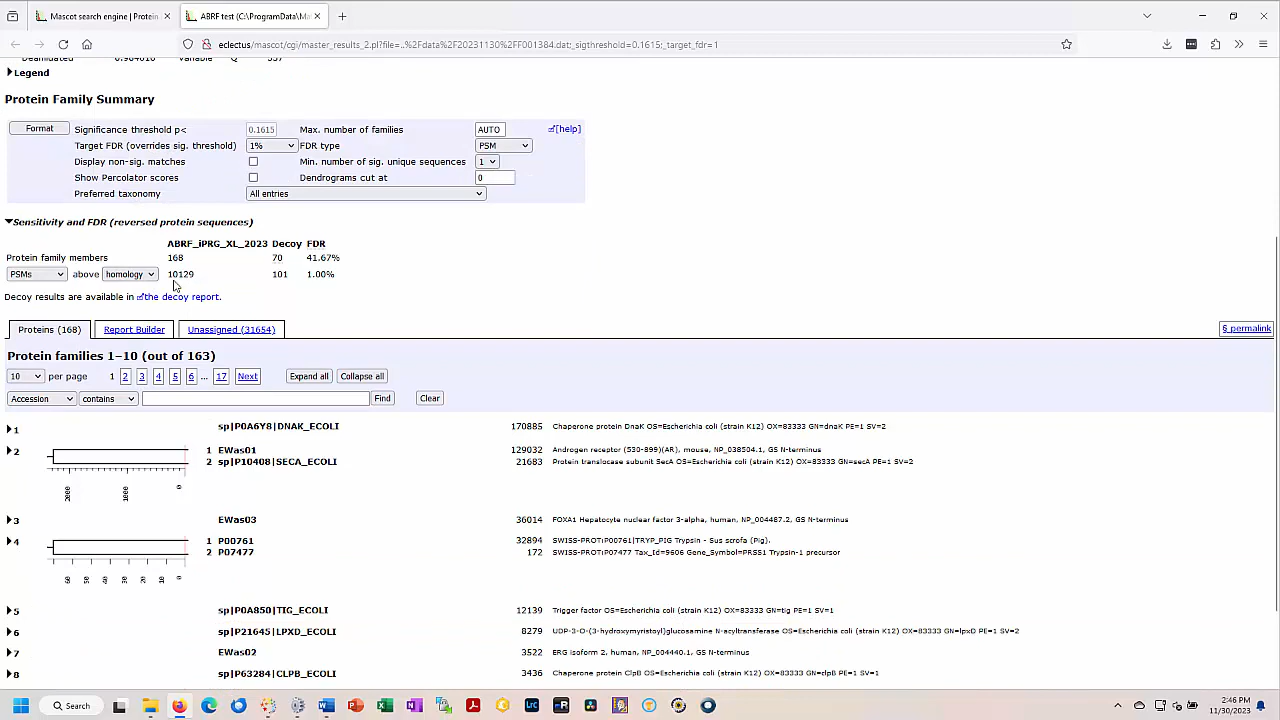 Mascot search engine | Protein
ABRF test (C:\ProgramData\Ma
eclectus/mascot/cgi/master_results_2.pl?file=..%2Fdata%2F20231130%2FF001384.dat;_sigthreshold=0.1615;_target_fdr=1
Deamidated 0.984016 variable Q 337
Legend
Protein Family Summary
Format Significance threshold p< 0.1615 Max. number of families AUTO [help]
Target FDR (overrides sig. threshold) 1% FDR type PSM
Display non-sig. matches Min. number of sig. unique sequences 1
Show Percolator scores Dendrograms cut at 0
Preferred taxonomy All entries
Sensitivity and FDR (reversed protein sequences)
ABRF_iPRG_XL_2023 Decoy FDR
Protein family members 168 70 41.67%
PSMs above homology 10129 101 1.00%
Decoy results are available in the decoy report.
Proteins (168) Report Builder Unassigned (31654) § permalink
Protein families 1–10 (out of 163)
10 per page 1 2 3 4 5 6 ... 17 Next Expand all Collapse all
Accession contains Find Clear
1 sp|P0A6Y8|DNAK_ECOLI 170885 Chaperone protein DnaK OS=Escherichia coli (strain K12) OX=83333 GN=dnaK PE=1 SV=2
2 1 EWas01 129032 Androgen receptor (530-899)(AR), mouse, NP_038504.1, GS N-terminus
2 sp|P10408|SECA_ECOLI 21683 Protein translocase subunit SecA OS=Escherichia coli (strain K12) OX=83333 GN=secA PE=1 SV=2
2000 1000 0
3 EWas03 36014 FOXA1 Hepatocyte nuclear factor 3-alpha, human, NP_004487.2, GS N-terminus
4 1 P00761 32894 SWISS-PROT:P00761|TRYP_PIG Trypsin - Sus scrofa (Pig).
2 P07477 172 SWISS-PROT:P07477 Tax_Id=9606 Gene_Symbol=PRSS1 Trypsin-1 precursor
60 50 40 30 20 10 0
5 sp|P0A850|TIG_ECOLI 12139 Trigger factor OS=Escherichia coli (strain K12) OX=83333 GN=tig PE=1 SV=1
6 sp|P21645|LPXD_ECOLI 8279 UDP-3-O-(3-hydroxymyristoyl)glucosamine N-acyltransferase OS=Escherichia coli (strain K12) OX=83333 GN=lpxD PE=1 SV=2
7 EWas02 3522 ERG isoform 2, human, NP_004440.1, GS N-terminus
8 sp|P63284|CLPB_ECOLI 3436 Chaperone protein ClpB OS=Escherichia coli (strain K12) OX=83333 GN=clpB PE=1 SV=1
Search
2:46 PM
11/30/2023